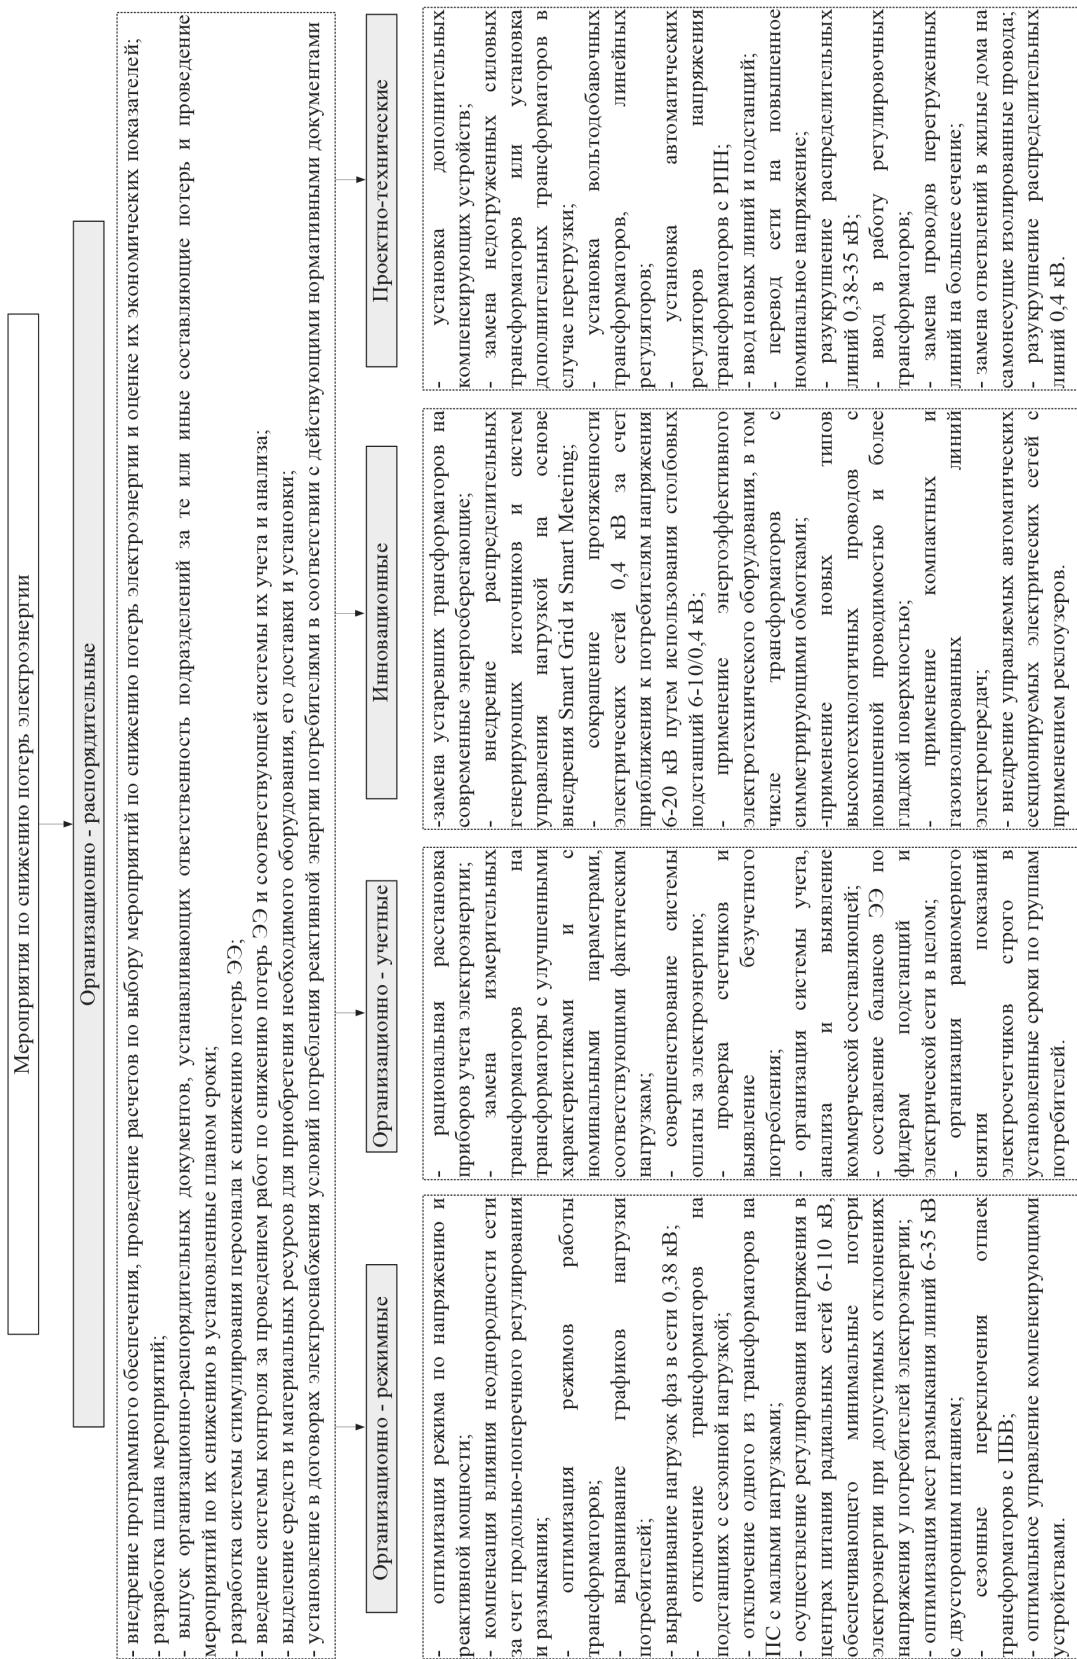 Мероприятия по снижению потерь электроэнергии
Организационно - распорядительные
- внедрение программного обеспечения, проведение расчетов по выбору мероприятий по снижению потерь электроэнергии и оценке их экономических показателей;
- разработка плана мероприятий;
- выпуск организационно-распорядительных документов, устанавливающих ответственность подразделений за те или иные составляющие потерь и проведение
мероприятий по их снижению в установленные планом сроки;
- разработка системы стимулирования персонала к снижению потерь ЭЭ;
- введение системы контроля за проведением работ по снижению потерь ЭЭ и соответствующей системы их учета и анализа;
- выделение средств и материальных ресурсов для приобретения необходимого оборудования, его доставки и установки;
- установление в договорах электроснабжения условий потребления реактивной энергии потребителями в соответствии с действующими нормативными документами
Организационно - режимные
- оптимизация режима по напряжению и
реактивной мощности;
- компенсация влияния неоднородности сети
за счет продольно-поперечного регулирования
и размыкания;
- оптимизация режимов работы
трансформаторов;
- выравнивание графиков нагрузки
потребителей;
- выравнивание нагрузок фаз в сети 0,38 кВ;
- отключение трансформаторов на
подстанциях с сезонной нагрузкой;
- отключение одного из трансформаторов на
ПС с малыми нагрузками;
- осуществление регулирования напряжения в
центрах питания радиальных сетей 6-110 кВ,
обеспечивающего минимальные потери
электроэнергии при допустимых отклонениях
напряжения у потребителей электроэнергии;
- оптимизация мест размыкания линий 6-35 кВ
с двусторонним питанием;
- сезонные переключения отпаек
трансформаторов с ПБВ;
- оптимальное управление компенсирующими
устройствами.
Организационно - учетные
- рациональная расстановка
приборов учета электроэнергии;
- замена измерительных
трансформаторов на
трансформаторы с улучшенными
характеристиками и с
номинальными параметрами,
соответствующими фактическим
нагрузкам;
- совершенствование системы
оплаты за электроэнергию;
- проверка счетчиков и
выявление безучетного
потребления;
- организация системы учета,
анализа и выявление
коммерческой составляющей;
- составление балансов ЭЭ по
фидерам подстанций и
электрической сети в целом;
- организация равномерного
снятия показаний
электросчетчиков строго в
установленные сроки по группам
потребителей.
Инновационные
-замена устаревших трансформаторов на
современные энергосберегающие;
- внедрение распределительных
генерирующих источников и систем
управления нагрузкой на основе
внедрения Smart Grid и Smart Metering;
- сокращение протяженности
электрических сетей 0,4 кВ за счет
приближения к потребителям напряжения
6-20 кВ путем использования столбовых
подстанций 6-10/0,4 кВ;
- применение энергоэффективного
электротехнического оборудования, в том
числе трансформаторов с
симметрирующими обмотками;
-применение новых типов
высокотехнологичных проводов с
повышенной проводимостью и более
гладкой поверхностью;
- применение компактных и
газоизолированных линий
электропередач;
- внедрение управляемых автоматических
секционируемых электрических сетей с
применением реклоузеров.
Проектно-технические
- установка дополнительных
компенсирующих устройств;
- замена недогруженных силовых
трансформаторов или установка
дополнительных трансформаторов в
случае перегрузки;
- установка вольтодобавочных
трансформаторов, линейных
регуляторов;
- установка автоматических
регуляторов напряжения
трансформаторов с РПН;
- ввод новых линий и подстанций;
- перевод сети на повышенное
номинальное напряжение;
- разукрупнение распределительных
линий 0,38-35 кВ;
- ввод в работу регулировочных
трансформаторов;
- замена проводов перегруженных
линий на большее сечение;
- замена ответвлений в жилые дома на
самонесущие изолированные провода;
- разукрупнение распределительных
линий 0,4 кВ.